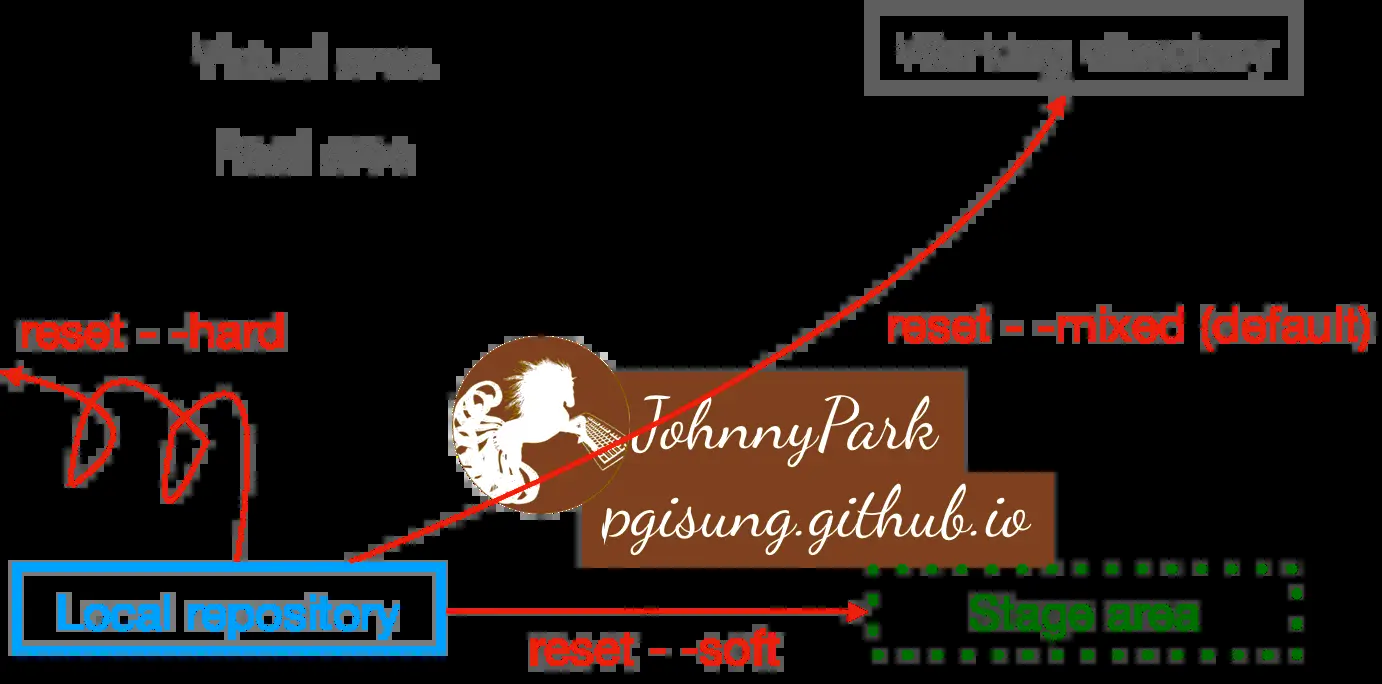 Virtual area
Working directory
Real area
reset - -hard
reset - -mixed (default)
JohnnyPark
pgisung.github.io
Local repository
Stage area
reset - -soft